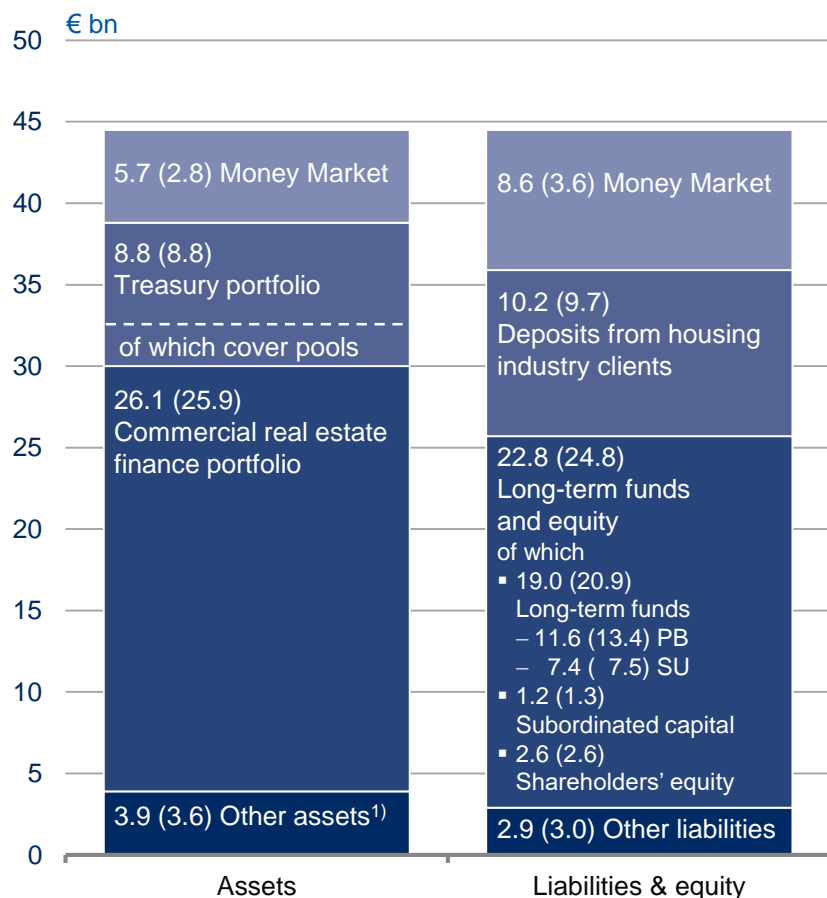 € bn
50
45
40
35
30
25
20
15
10
5
0
5.7 (2.8) Money Market
8.8 (8.8)
Treasury portfolio
of which cover pools
26.1 (25.9)
Commercial real estate
finance portfolio
3.9 (3.6) Other assets¹⁾
Assets
8.6 (3.6) Money Market
10.2 (9.7)
Deposits from housing
industry clients
22.8 (24.8)
Long-term funds
and equity
of which
▪ 19.0 (20.9)
Long-term funds
– 11.6 (13.4) PB
– 7.4 ( 7.5) SU
▪ 1.2 (1.3)
Subordinated capital
▪ 2.6 (2.6)
Shareholders’ equity
2.9 (3.0) Other liabilities
Liabilities & equity